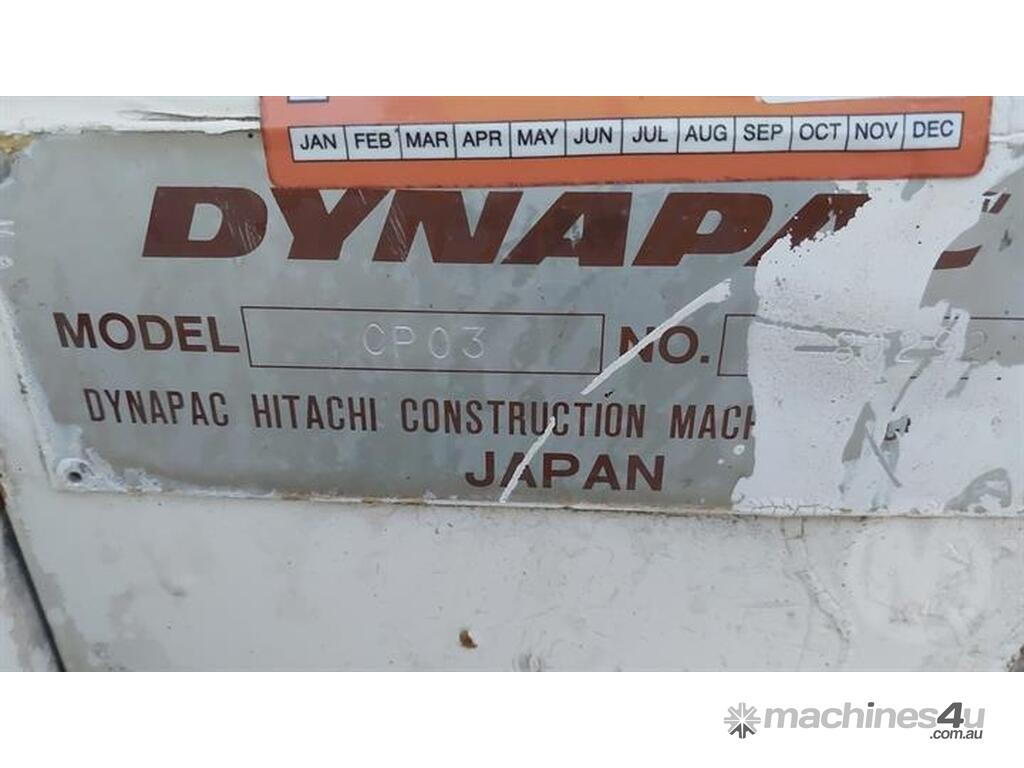 JAN FEB MAR APR MAY JUN JUL AUG SEP OCT NOV DEC
DYNAPAC
MODEL CP03 NO.
DYNAPAC HITACHI CONSTRUCTION
JAPAN
machines4u
.com.au